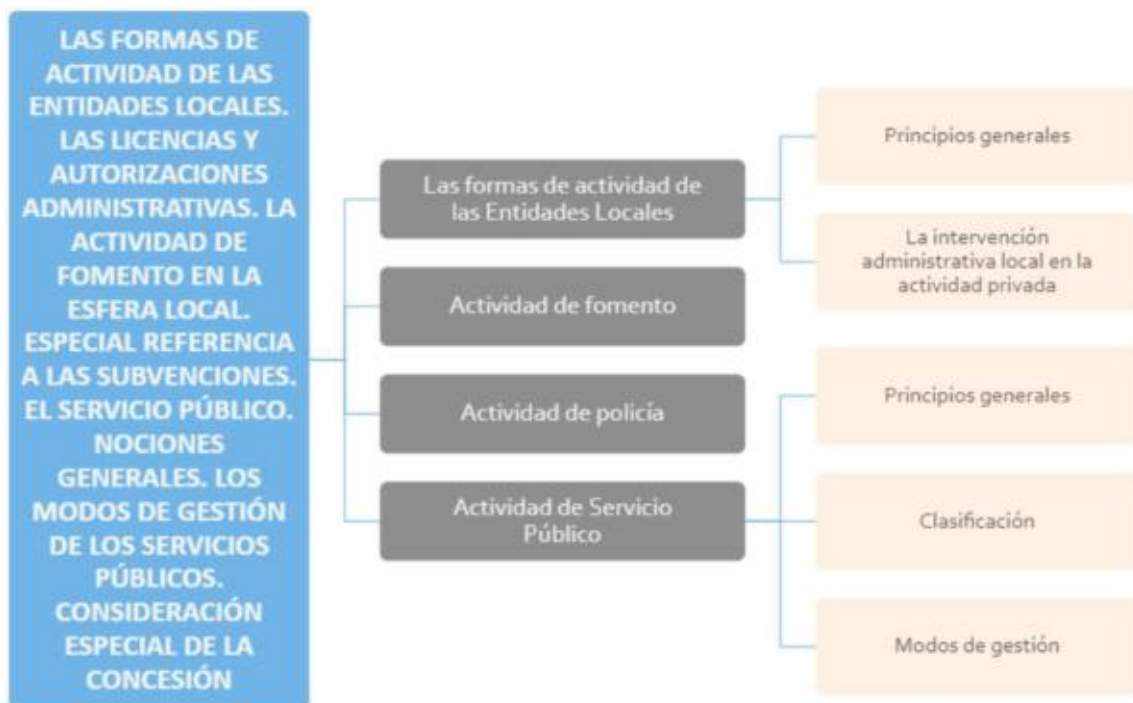 LAS FORMAS DE
ACTIVIDAD DE LAS
ENTIDADES LOCALES.
LAS LICENCIAS Y
AUTORIZACIONES
ADMINISTRATIVAS. LA
ACTIVIDAD DE
FOMENTO EN LA
ESFERA LOCAL.
ESPECIAL REFERENCIA
A LAS SUBVENCIONES.
EL SERVICIO PÚBLICO.
NOCIONES
GENERALES. LOS
MODOS DE GESTIÓN
DE LOS SERVICIOS
PÚBLICOS.
CONSIDERACIÓN
ESPECIAL DE LA
CONCESIÓN
Las formas de actividad de
las Entidades Locales
Principios generales
La intervención
administrativa local en la
actividad privada
Actividad de fomento
Actividad de policía
Actividad de Servicio
Público
Principios generales
Clasificación
Modos de gestión